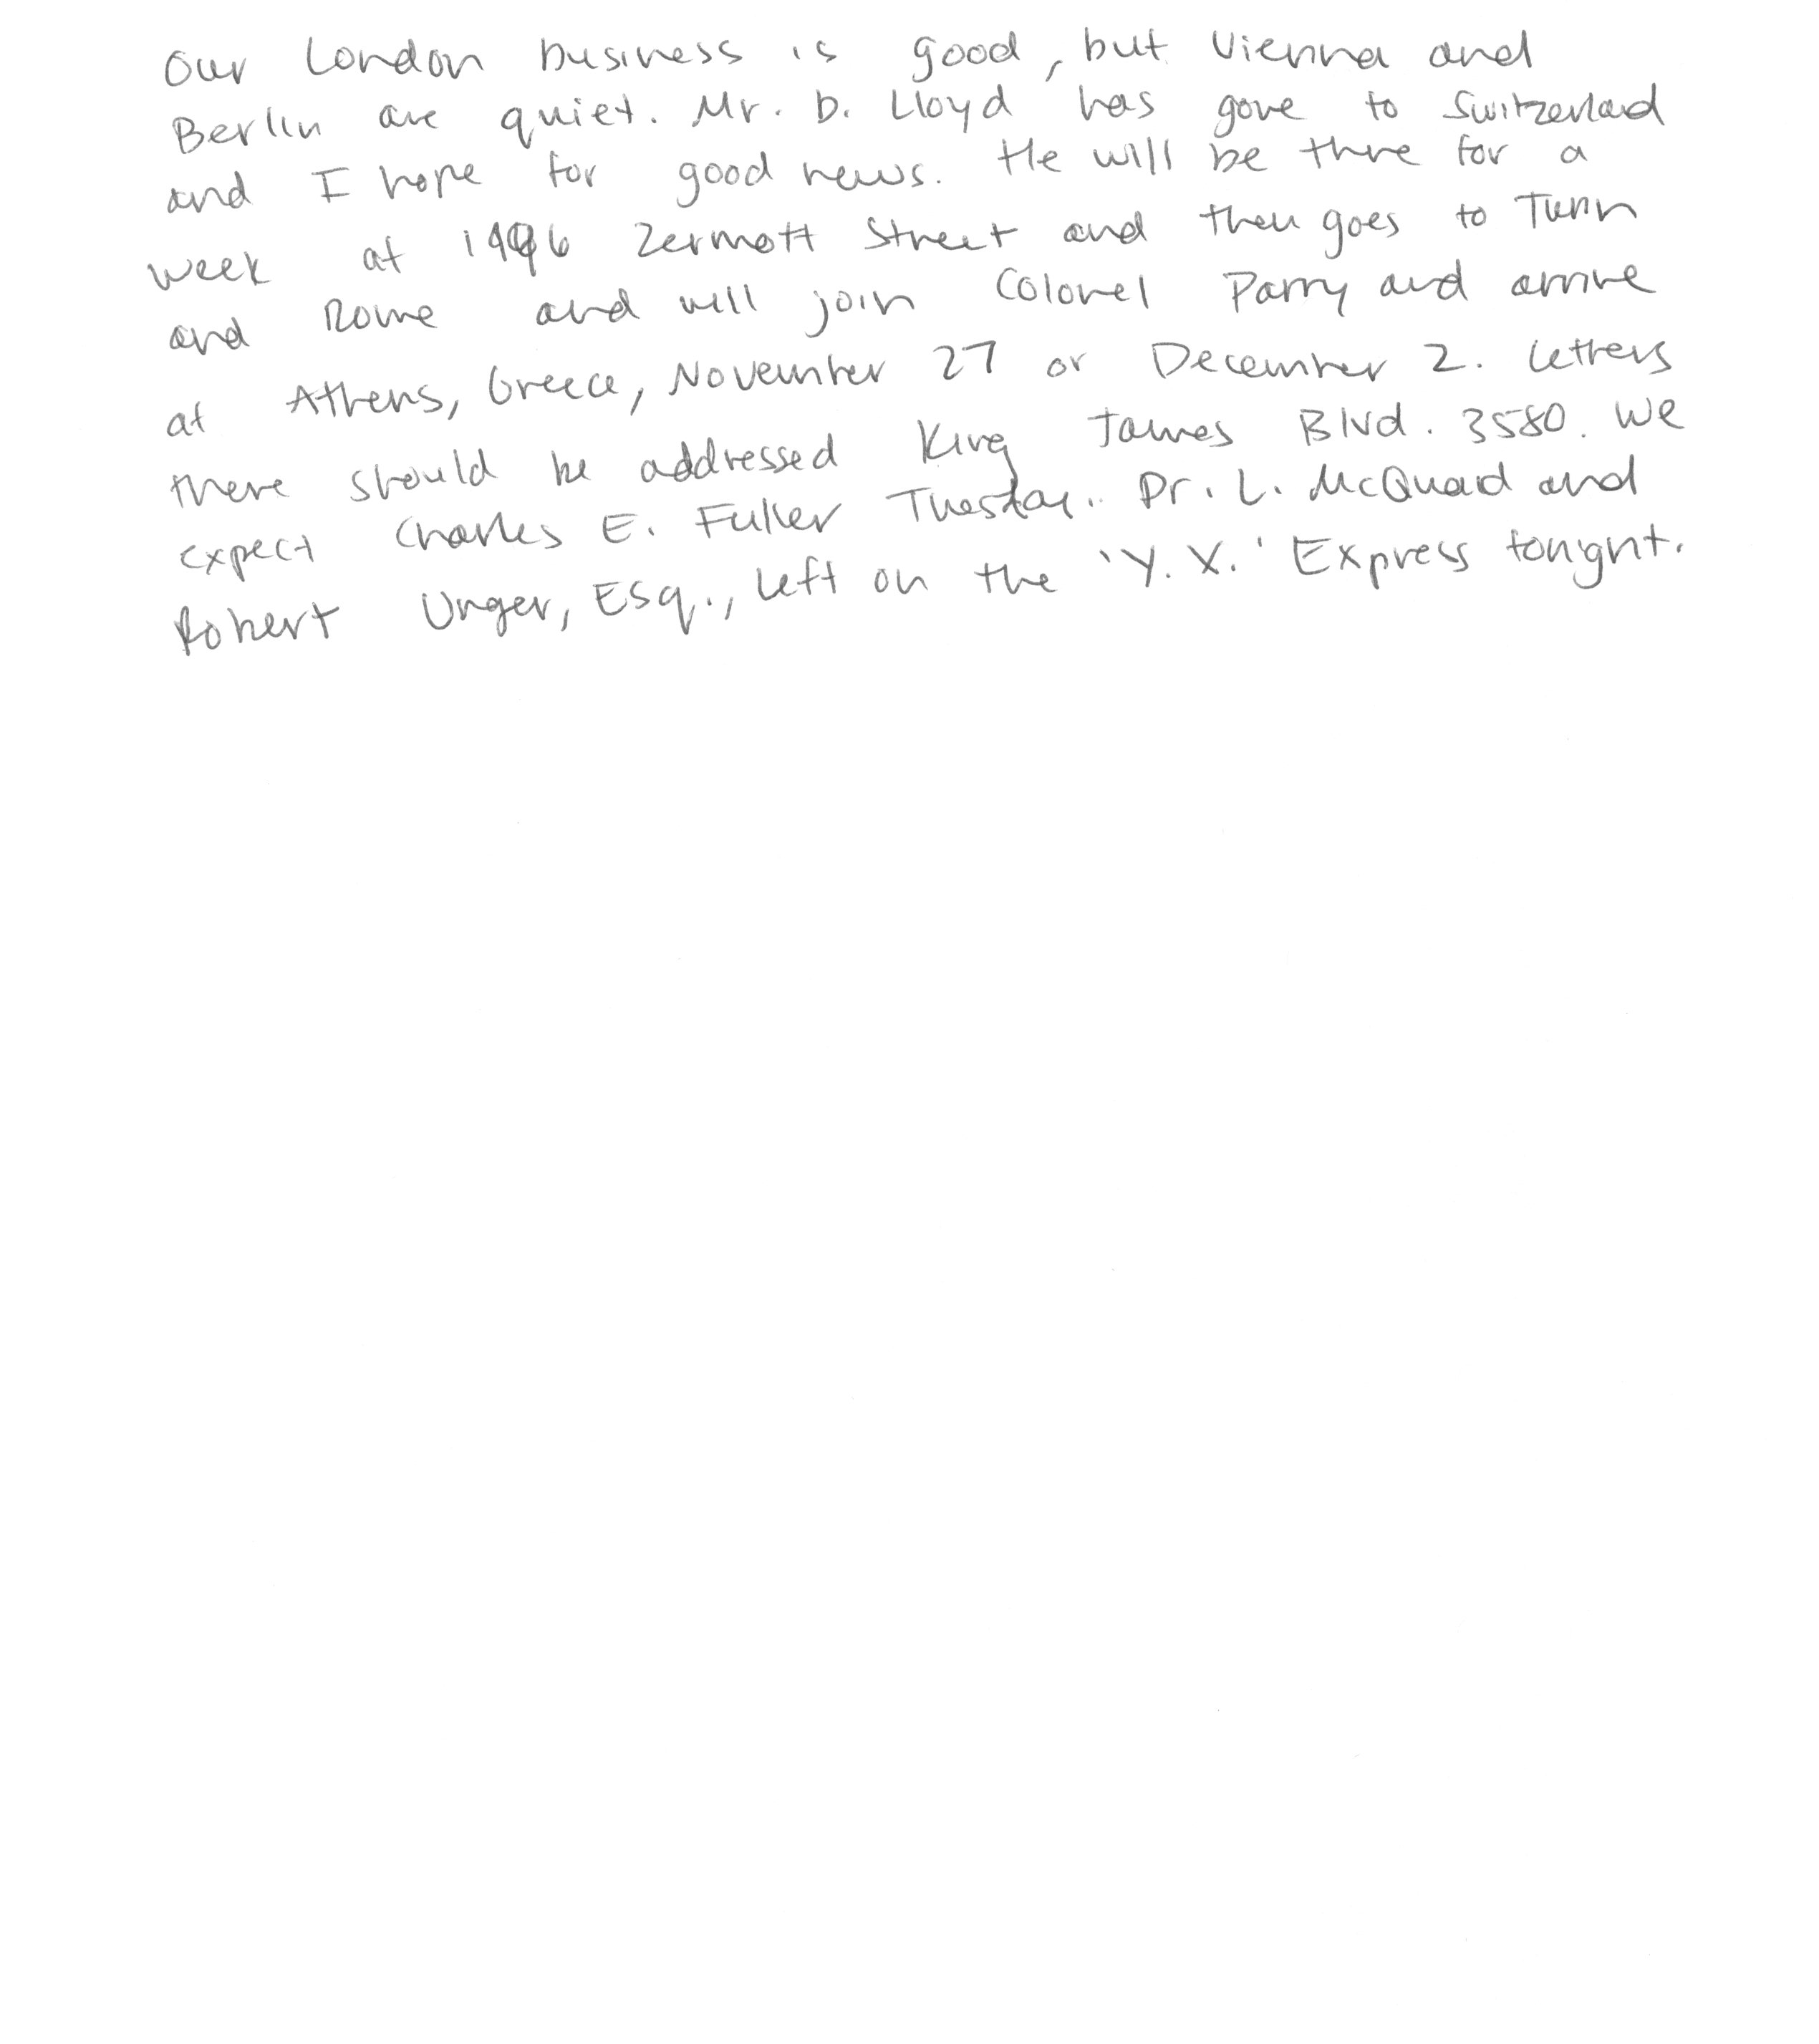 Our London business is good, but Vienna and
Berlin are quiet. Mr. D. Lloyd has gone to Switzerland
and I hope for good news. He will be there for a
week at 1496 Zermott Street and then goes to Turin
and Rome and will join Colonel Parry and arrive
at Athens, Greece, November 27 or December 2. Letters
there should be addressed King James Blvd. 3580. We
expect Charles E. Fuller Tuesday. Dr. L. McQuaid and
Robert Unger, Esq., left on the 'Y.X.' Express tonight.